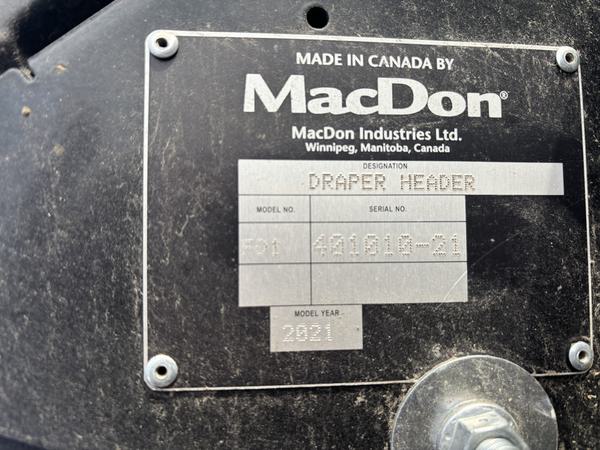 MADE IN CANADA BY
MacDon®
MacDon Industries Ltd.
Winnipeg, Manitoba, Canada
DESIGNATION
DRAPER HEADER
MODEL NO. SERIAL NO.
FD1 401010-21
MODEL YEAR
2021